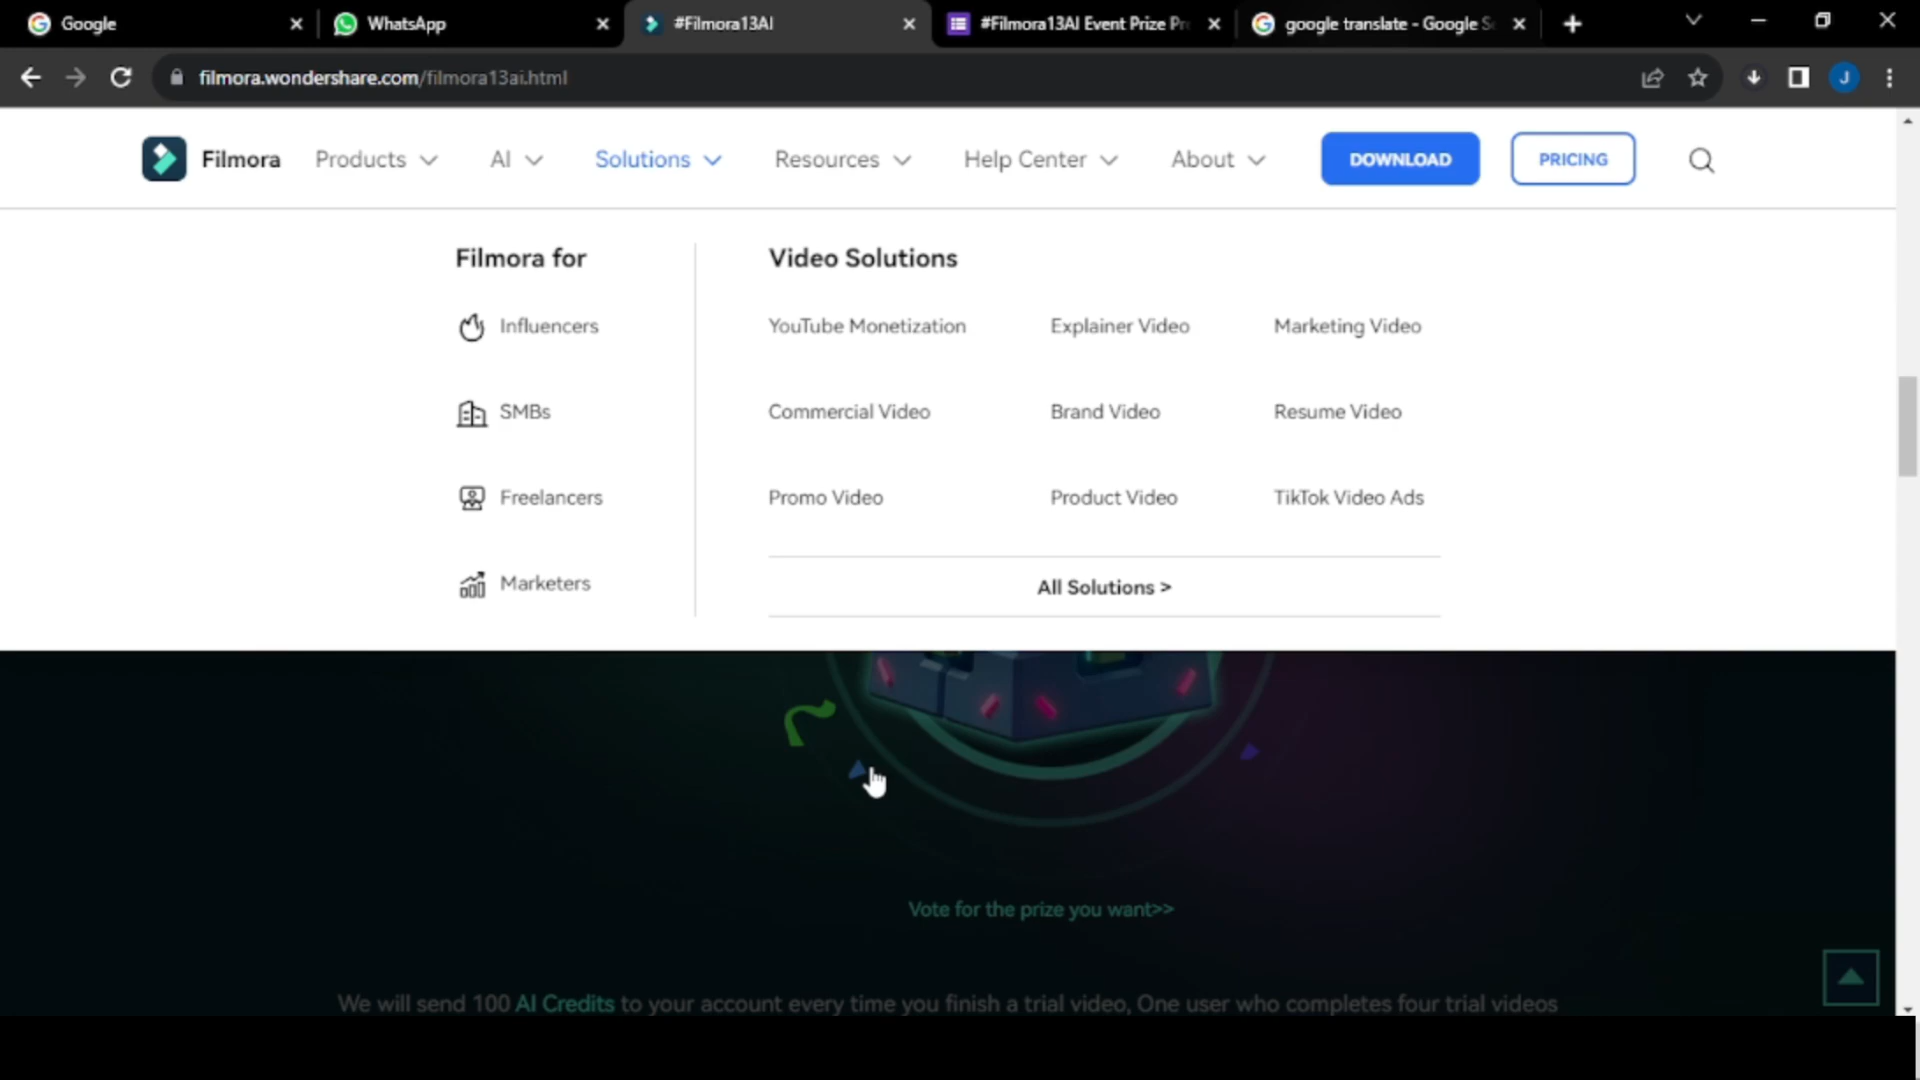 Google
WhatsApp
#Filmora13AI
#Filmora13AI Event Prize Pr
google translate - Google S
filmora.wondershare.com/filmora13ai.html
J
Filmora
Products
AI
Solutions
Resources
Help Center
About
DOWNLOAD
PRICING
Filmora for
Video Solutions
Influencers
YouTube Monetization
Explainer Video
Marketing Video
SMBs
Commercial Video
Brand Video
Resume Video
Freelancers
Promo Video
Product Video
TikTok Video Ads
Marketers
All Solutions >
Vote for the prize you want>>
We will send 100 AI Credits to your account every time you finish a trial video, One user who completes four trial videos